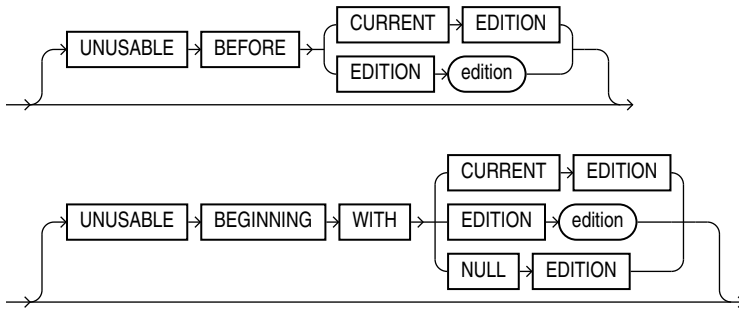 CURRENT EDITION
UNUSABLE BEFORE
EDITION edition
CURRENT EDITION
UNUSABLE BEGINNING WITH EDITION edition
NULL EDITION